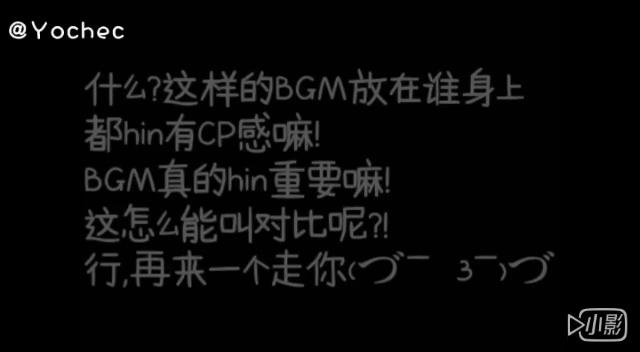 @Yochec
什么?这样的BGM放在谁身上
都hin有CP感嘛!
BGM真的hin重要嘛!
这怎么能叫对比呢?!
行,再来一个走你(づ￣ 3￣)づ
小影